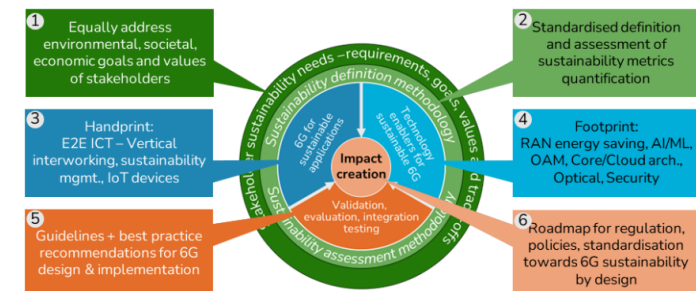 1
Equally address
environmental, societal,
economic goals and values
of stakeholders
2
Standardised definition
and assessment of
sustainability metrics
quantification
3
Handprint:
E2E ICT – Vertical
interworking, sustainability
mgmt., IoT devices
4
Footprint:
RAN energy saving, AI/ML,
OAM, Core/Cloud arch.,
Optical, Security
5
Guidelines + best practice
recommendations for 6G
design & implementation
6
Roadmap for regulation,
policies, standardisation
towards 6G sustainability
by design
sustainability needs –requirements, goals, values and
Sustainability definition methodology
Sustainability assessment methodology
6G for
sustainable
applications
Technology
enablers for
sustainable 6G
Impact
creation
Validation,
evaluation, integration
testing